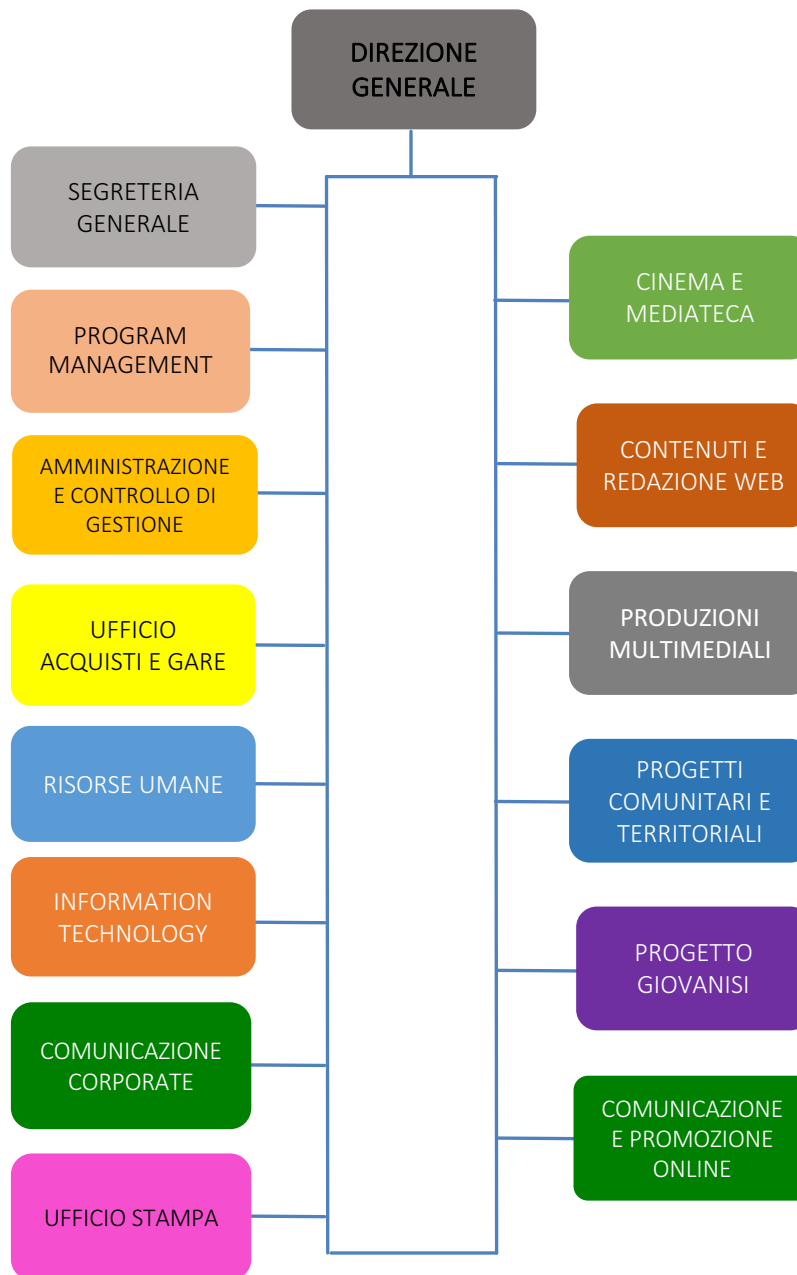 DIREZIONE
GENERALE
SEGRETERIA
GENERALE
PROGRAM
MANAGEMENT
AMMINISTRAZIONE
E CONTROLLO DI
GESTIONE
UFFICIO
ACQUISTI E GARE
RISORSE UMANE
INFORMATION
TECHNOLOGY
COMUNICAZIONE
CORPORATE
UFFICIO STAMPA
CINEMA E
MEDIATECA
CONTENUTI E
REDAZIONE WEB
PRODUZIONI
MULTIMEDIALI
PROGETTI
COMUNITARI E
TERRITORIALI
PROGETTO
GIOVANISI
COMUNICAZIONE
E PROMOZIONE
ONLINE